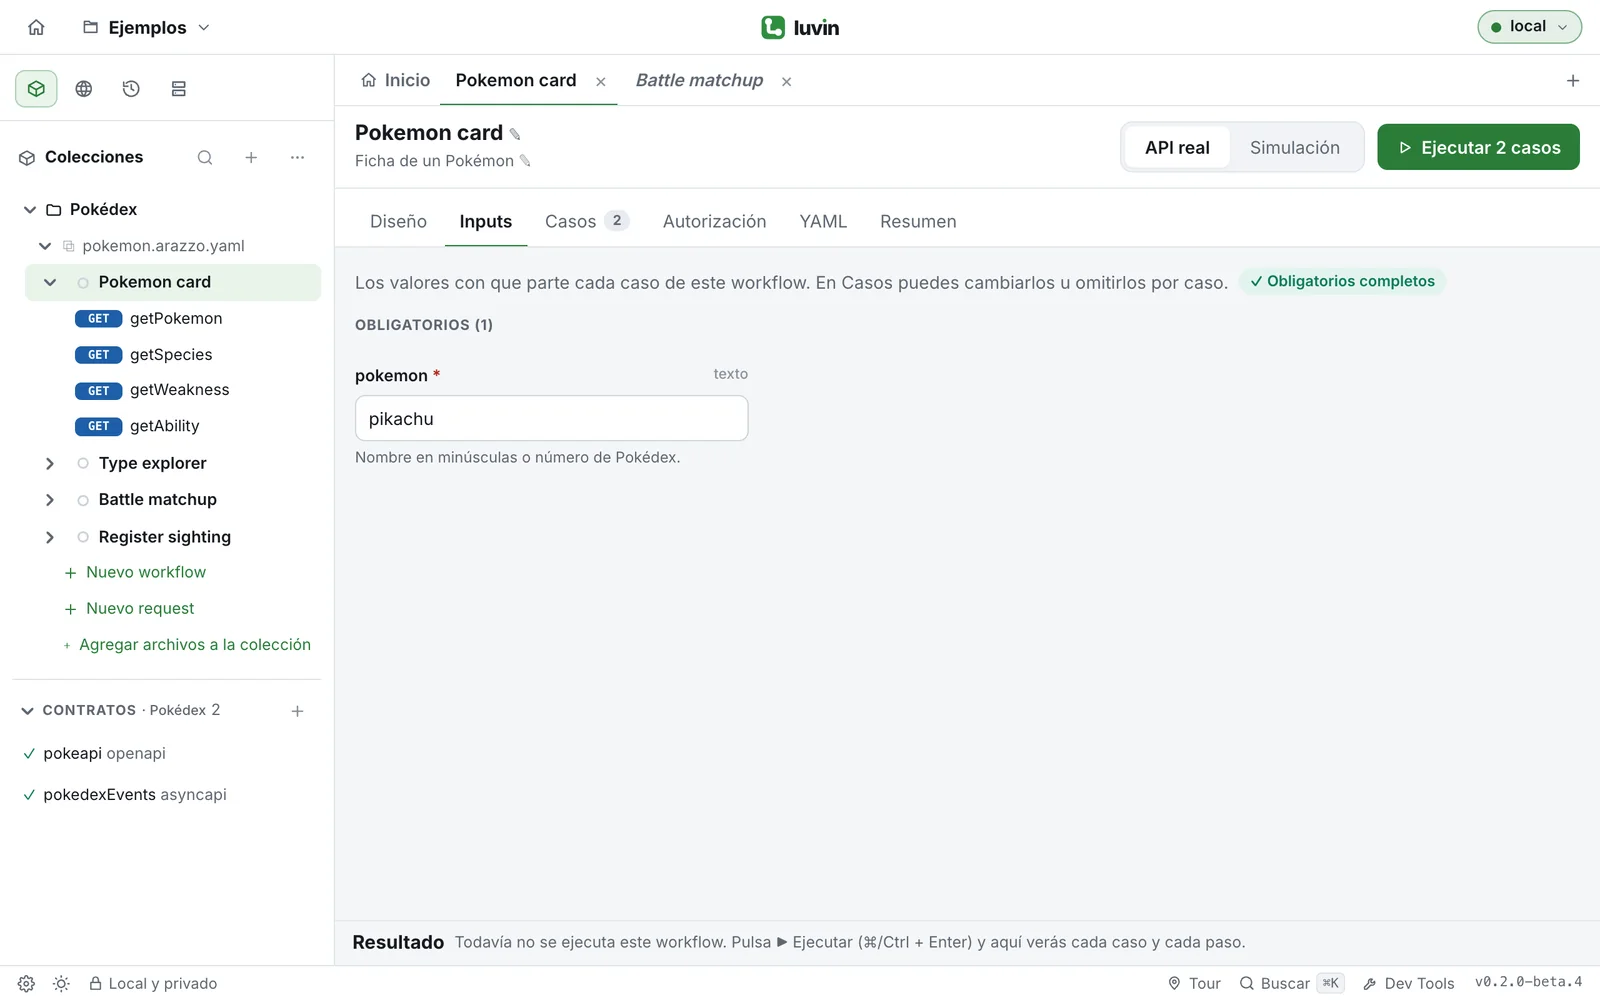 Ejemplos
luvin
local
Inicio
Pokemon card
Battle matchup
Colecciones
Pokédex
pokemon.arazzo.yaml
Pokemon card
GET getPokemon
GET getSpecies
GET getWeakness
GET getAbility
Type explorer
Battle matchup
Register sighting
+ Nuevo workflow
+ Nuevo request
+ Agregar archivos a la colección
CONTRATOS · Pokédex 2
pokeapi openapi
pokedexEvents asyncapi
Pokemon card
Ficha de un Pokémon
API real
Simulación
Ejecutar 2 casos
Diseño
Inputs
Casos 2
Autorización
YAML
Resumen
Los valores con que parte cada caso de este workflow. En Casos puedes cambiarlos u omitirlos por caso.
✓ Obligatorios completos
OBLIGATORIOS (1)
pokemon *
texto
pikachu
Nombre en minúsculas o número de Pokédex.
Resultado Todavía no se ejecuta este workflow. Pulsa ▶ Ejecutar (⌘/Ctrl + Enter) y aquí verás cada caso y cada paso.
Local y privado
Tour
Buscar ⌘K
Dev Tools
v0.2.0-beta.4